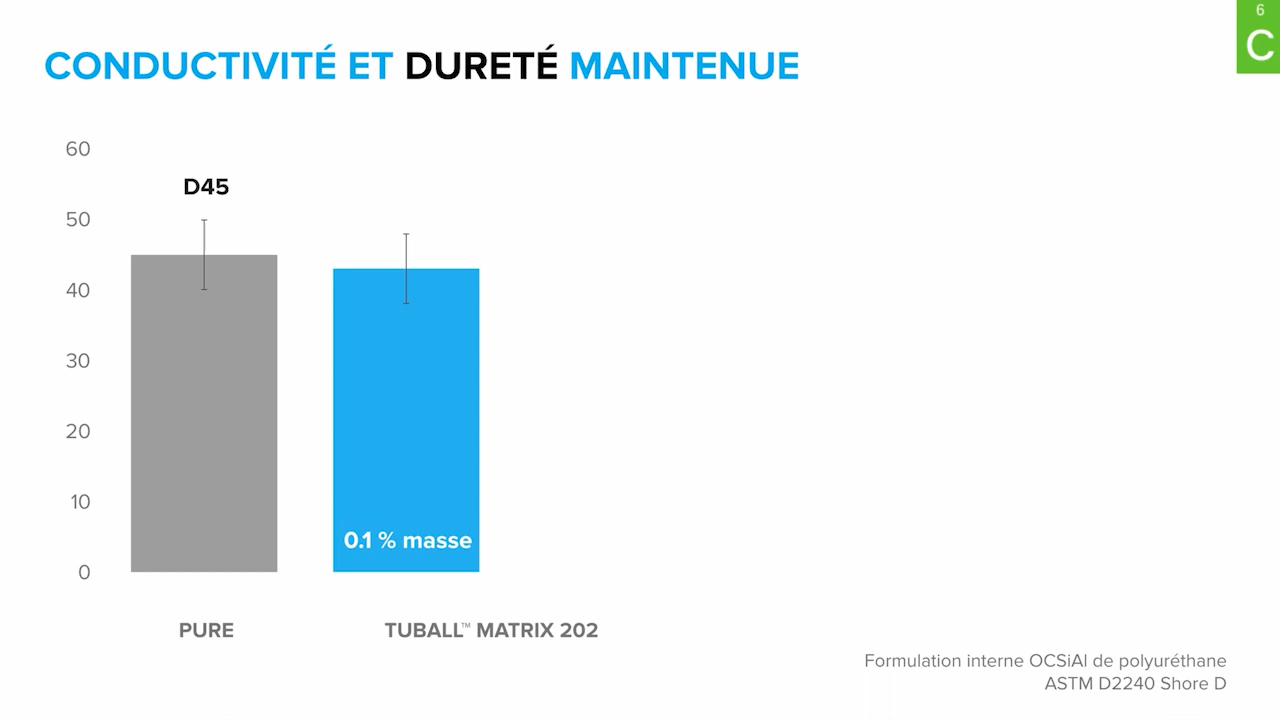 6
C
CONDUCTIVITÉ ET DURETÉ MAINTENUE
60
50
40
30
20
10
0
D45
0.1 % masse
PURE
TUBALL™ MATRIX 202
Formulation interne OCSiAl de polyuréthane
ASTM D2240 Shore D